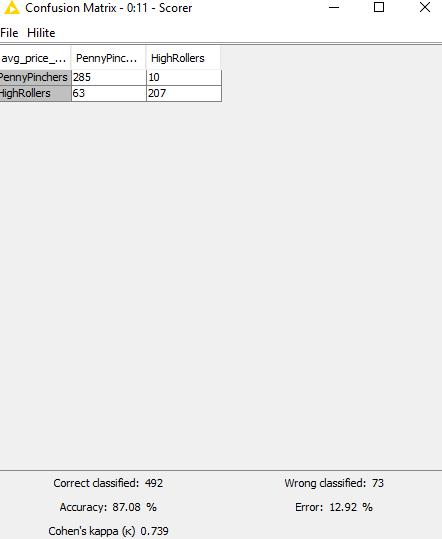 Confusion Matrix - 0:11 - Scorer
File Hilite
avg_price_... PennyPinc... HighRollers
PennyPinchers 285 10
HighRollers 63 207
Correct classified: 492 Wrong classified: 73
Accuracy: 87.08 % Error: 12.92 %
Cohen's kappa (κ) 0.739